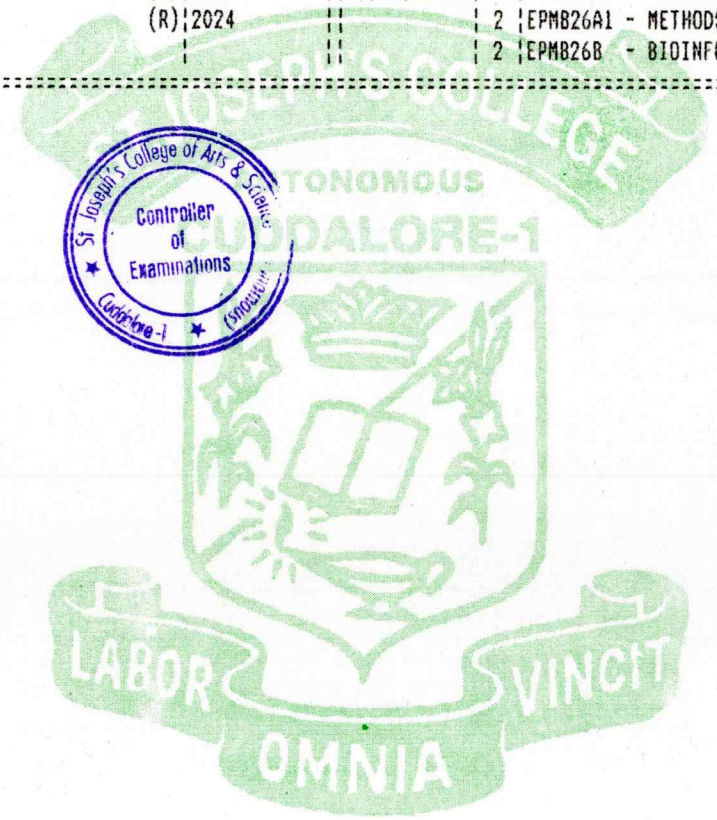 (R)¦2024 ¦¦ ¦ 2 ¦EPMB26A1 - METHODS
¦ ¦¦ ¦ 2 ¦EPMB26B - BIOINF
ST JOSEPH'S COLLEGE
AUTONOMOUS
CUDDALORE-1
St Joseph's College of Arts & Science
Controller
of
Examinations
Cuddalore-1
LABOR OMNIA VINCIT